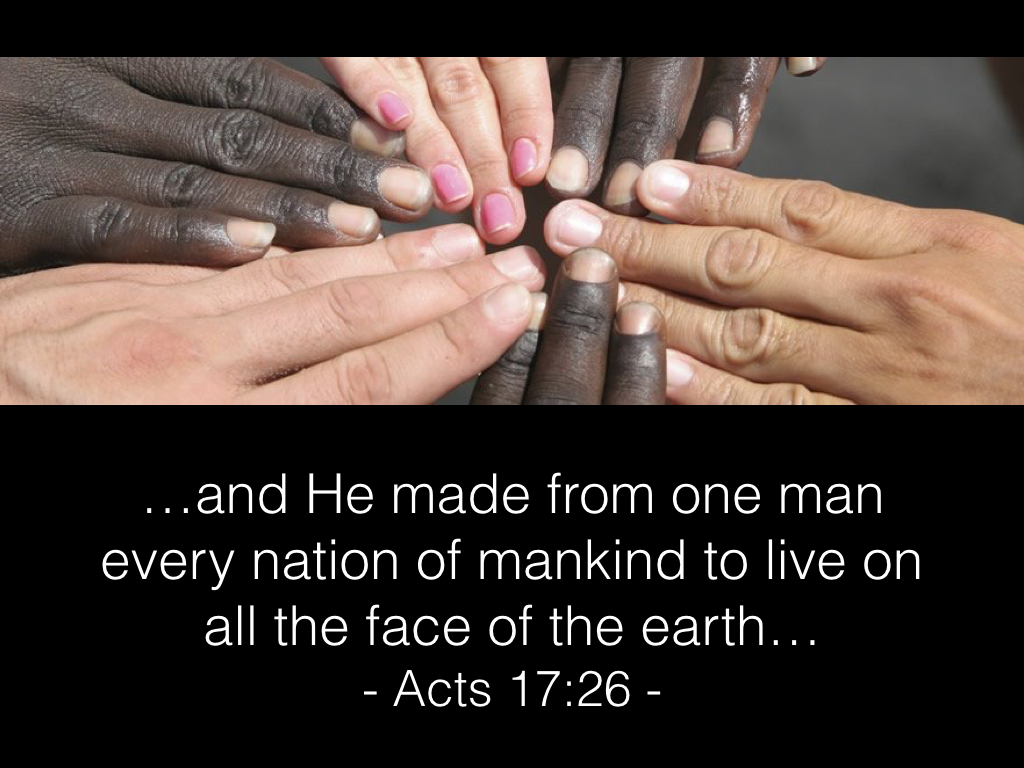 …and He made from one man
every nation of mankind to live on
all the face of the earth…
- Acts 17:26 -